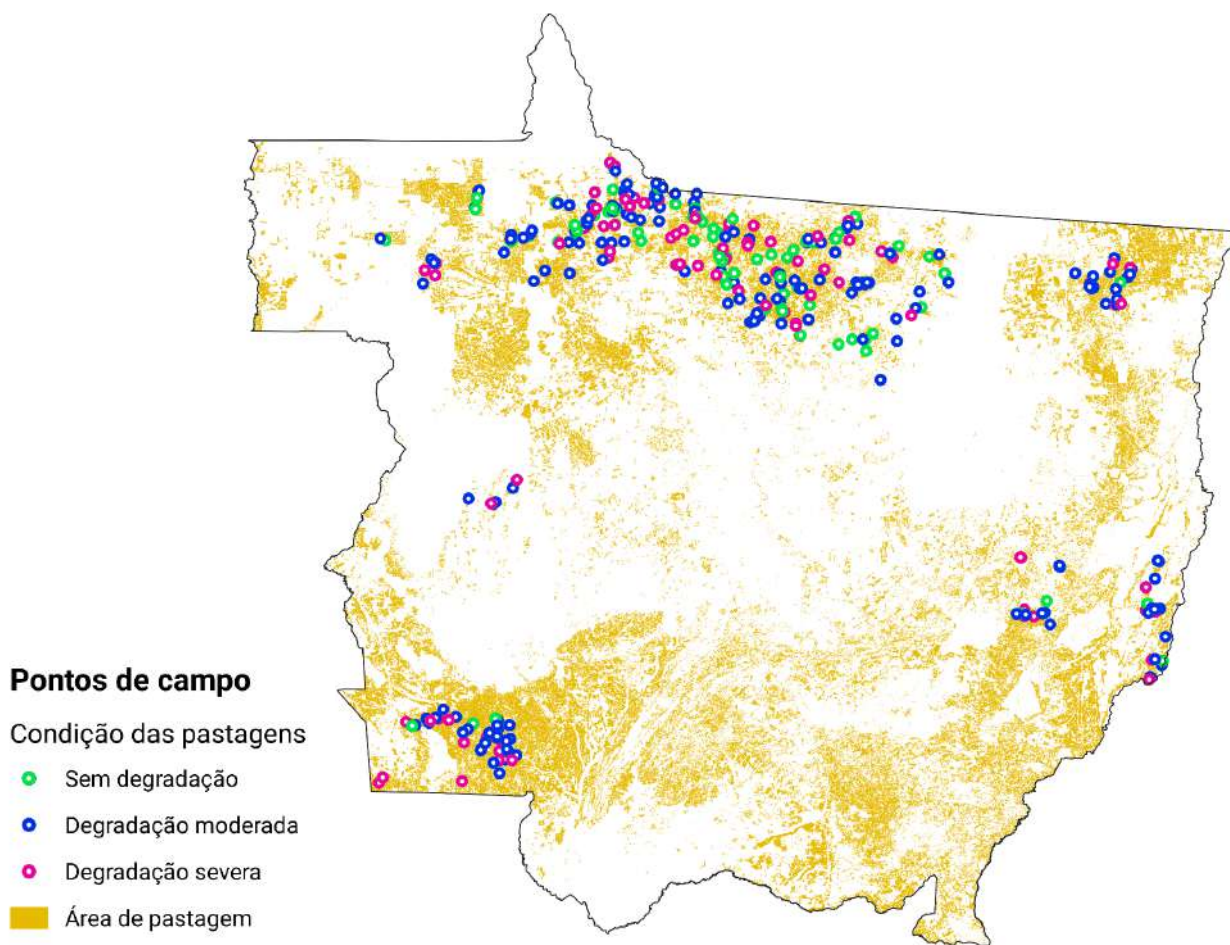 Pontos de campo
Condição das pastagens
Sem degradação
Degradação moderada
Degradação severa
Área de pastagem